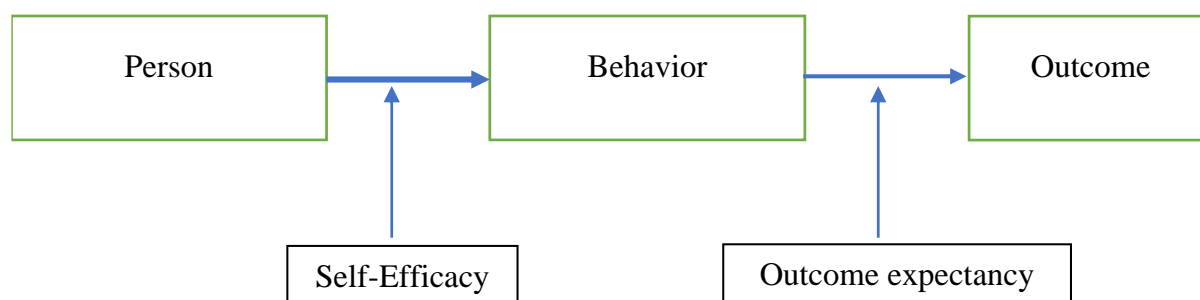 Person
Behavior
Outcome
Self-Efficacy
Outcome expectancy